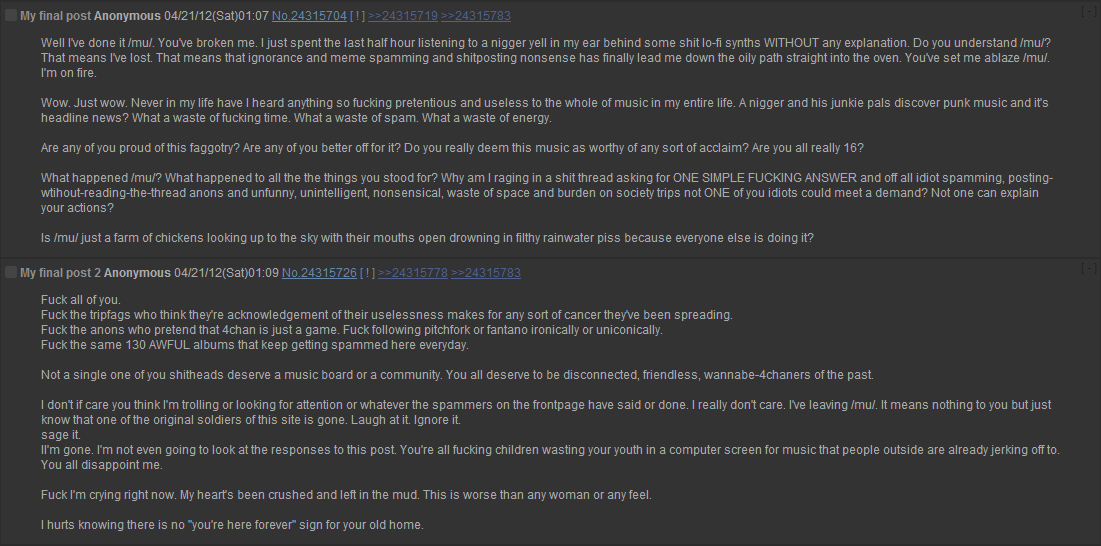 My final post Anonymous 04/21/12(Sat)01:07 No.24315704 [ ! ] >>24315719 >>24315783
[ - ]
Well I've done it /mu/. You've broken me. I just spent the last half hour listening to a nigger yell in my ear behind some shit lo-fi synths WITHOUT any explanation. Do you understand /mu/?
That means I've lost. That means that ignorance and meme spamming and shitposting nonsense has finally lead me down the oily path straight into the oven. You've set me ablaze /mu/.
I'm on fire.
Wow. Just wow. Never in my life have I heard anything so fucking pretentious and useless to the whole of music in my entire life. A nigger and his junkie pals discover punk music and it's
headline news? What a waste of fucking time. What a waste of spam. What a waste of energy.
Are any of you proud of this faggotry? Are any of you better off for it? Do you really deem this music as worthy of any sort of acclaim? Are you all really 16?
What happened /mu/? What happened to all the the things you stood for? Why am I raging in a shit thread asking for ONE SIMPLE FUCKING ANSWER and off all idiot spamming, posting-
wtihout-reading-the-thread anons and unfunny, unintelligent, nonsensical, waste of space and burden on society trips not ONE of you idiots could meet a demand? Not one can explain
your actions?
Is /mu/ just a farm of chickens looking up to the sky with their mouths open drowning in filthy rainwater piss because everyone else is doing it?
My final post 2 Anonymous 04/21/12(Sat)01:09 No.24315726 [ ! ] >>24315778 >>24315783
[ - ]
Fuck all of you.
Fuck the tripfags who think they're acknowledgement of their uselessness makes for any sort of cancer they've been spreading.
Fuck the anons who pretend that 4chan is just a game. Fuck following pitchfork or fantano ironically or uniconically.
Fuck the same 130 AWFUL albums that keep getting spammed here everyday.
Not a single one of you shitheads deserve a music board or a community. You all deserve to be disconnected, friendless, wannabe-4chaners of the past.
I don't if care you think I'm trolling or looking for attention or whatever the spammers on the frontpage have said or done. I really don't care. I've leaving /mu/. It means nothing to you but just
know that one of the original soldiers of this site is gone. Laugh at it. Ignore it.
sage it.
II'm gone. I'm not even going to look at the responses to this post. You're all fucking children wasting your youth in a computer screen for music that people outside are already jerking off to.
You all disappoint me.
Fuck I'm crying right now. My heart's been crushed and left in the mud. This is worse than any woman or any feel.
I hurts knowing there is no "you're here forever" sign for your old home.